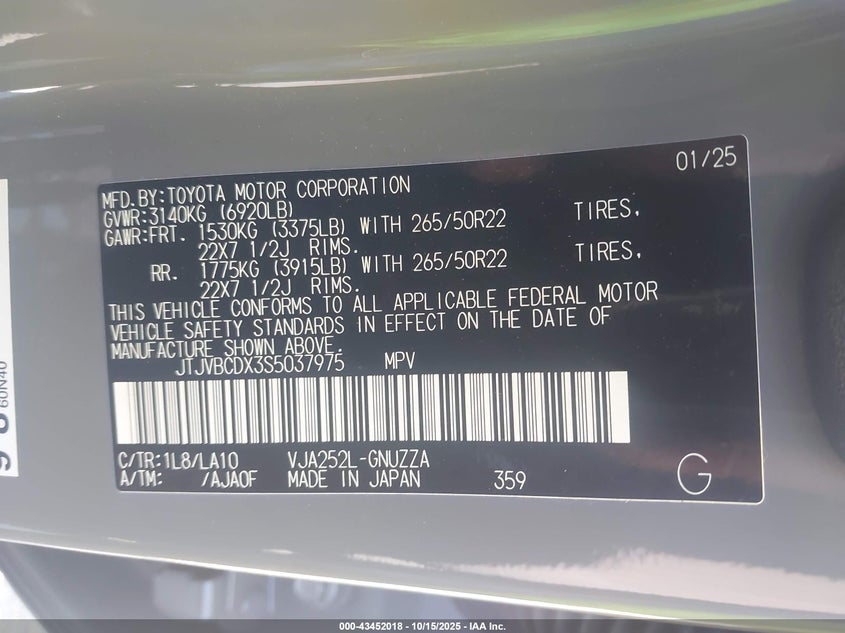 01/25
MFD.BY:TOYOTA MOTOR CORPORATION
GVWR:3140KG (6920LB)
GAWR:FRT. 1530KG (3375LB) WITH 265/50R22 TIRES,
22X7 1/2J RIMS.
RR. 1775KG (3915LB) WITH 265/50R22 TIRES,
22X7 1/2J RIMS.
THIS VEHICLE CONFORMS TO ALL APPLICABLE FEDERAL MOTOR
VEHICLE SAFETY STANDARDS IN EFFECT ON THE DATE OF
MANUFACTURE SHOWN ABOVE.
JTJVBCDX3S5037975 MPV
C/TR:1L8/LA10 VJA252L-GNUZZA
A/TM: /AJA0F MADE IN JAPAN 359 G
60N40
000-43452018 - 10/15/2025 - IAA Inc.